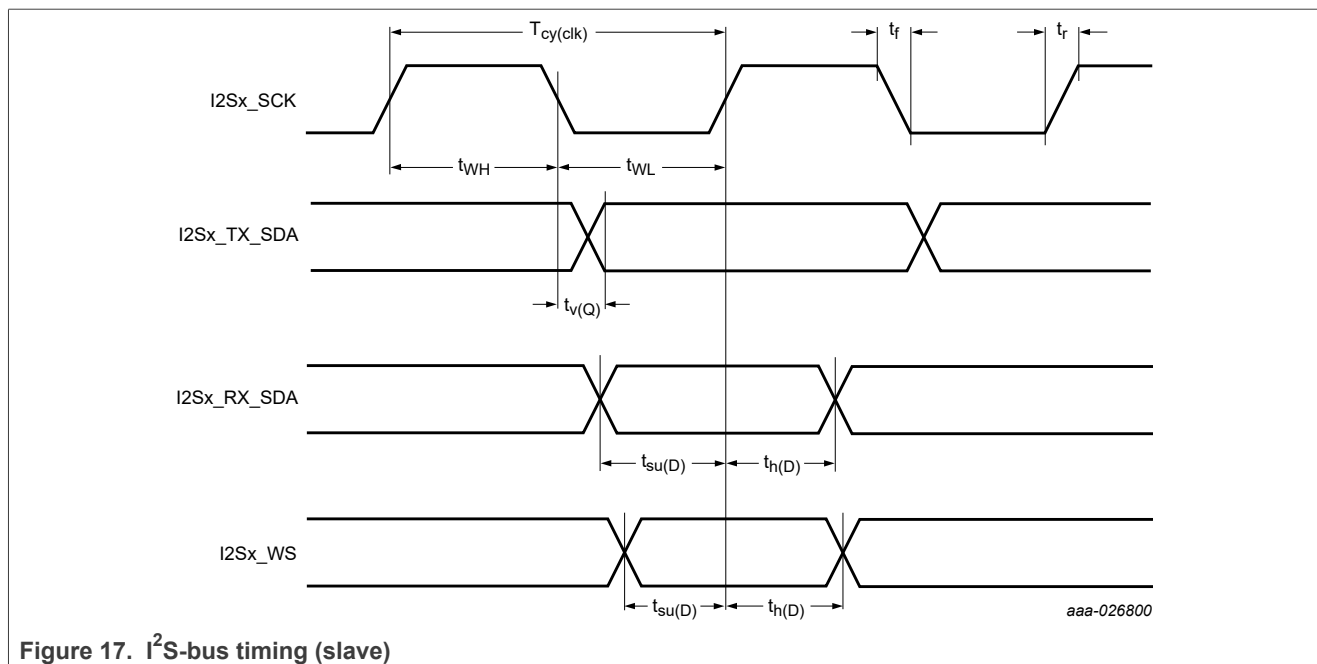 T_cy(clk)
t_f
t_r
I2Sx_SCK
t_WH
t_WL
I2Sx_TX_SDA
t_v(Q)
I2Sx_RX_SDA
t_su(D)
t_h(D)
I2Sx_WS
t_su(D)
t_h(D)
aaa-026800
Figure 17. I²S-bus timing (slave)